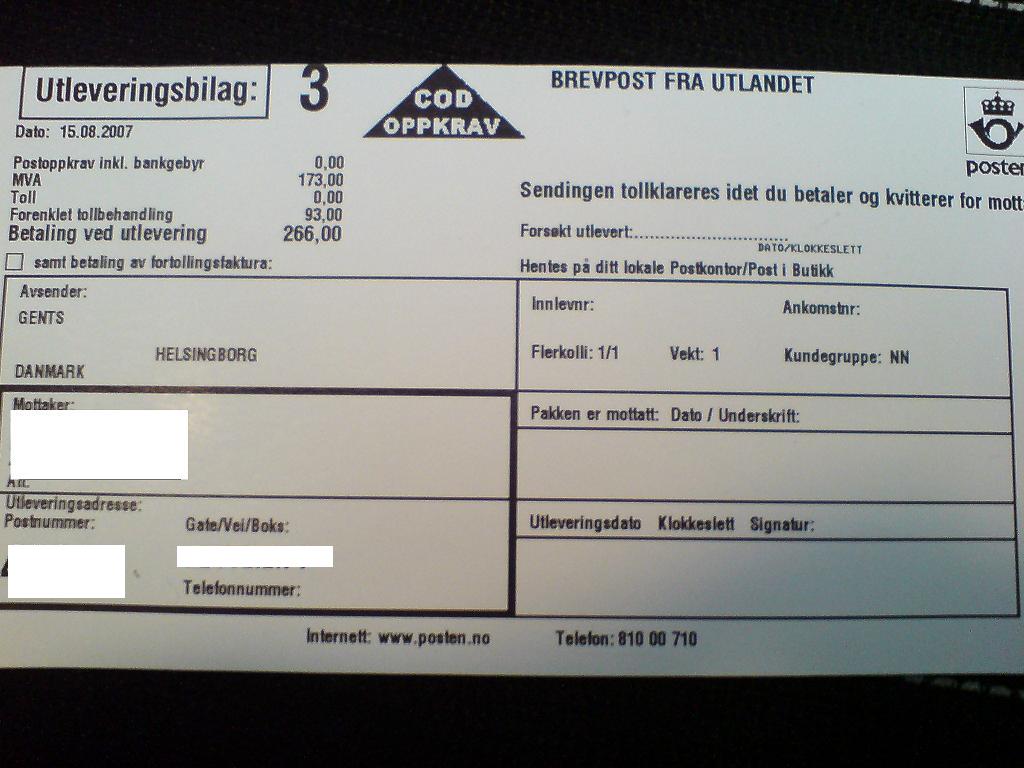 Utleveringsbilag: 3
COD
OPPKRAV
BREVPOST FRA UTLANDET
posten
Dato: 15.08.2007
Postoppkrav inkl. bankgebyr 0,00
MVA 173,00
Toll 0,00
Forenklet tollbehandling 93,00
Betaling ved utlevering 266,00
samt betaling av fortollingsfaktura:
Sendingen tollklareres idet du betaler og kvitterer for mott
Forsøkt utlevert:
DATO/KLOKKESLETT
Hentes på ditt lokale Postkontor/Post i Butikk
Avsender:
GENTS
HELSINGBORG
DANMARK
Innlevnr: Ankomstnr:
Flerkolli: 1/1 Vekt: 1 Kundegruppe: NN
Mottaker:
Att.
Pakken er mottatt: Dato / Underskrift:
Utleveringsadresse:
Postnummer: Gate/Vei/Boks:
Telefonnummer:
Utleveringsdato Klokkeslett Signatur:
Internett: www.posten.no Telefon: 810 00 710